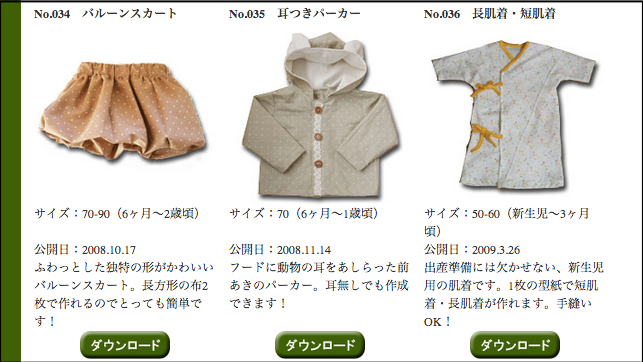 No.034　バルーンスカート
No.035　耳つきパーカー
No.036　長肌着・短肌着
サイズ：70-90（6ヶ月〜2歳頃）
公開日：2008.10.17
ふわっとした独特の形がかわいい
バルーンスカート。長方形の布2
枚で作れるのでとっても簡単で
す！
ダウンロード
サイズ：70（6ヶ月〜1歳頃）
公開日：2008.11.14
フードに動物の耳をあしらった前
あきのパーカー。耳無しでも作成
できます！
ダウンロード
サイズ：50-60（新生児〜3ヶ月
頃）
公開日：2009.3.26
出産準備には欠かせない、新生児
用の肌着です。1枚の型紙で短肌
着・長肌着が作れます。手縫い
OK！
ダウンロード